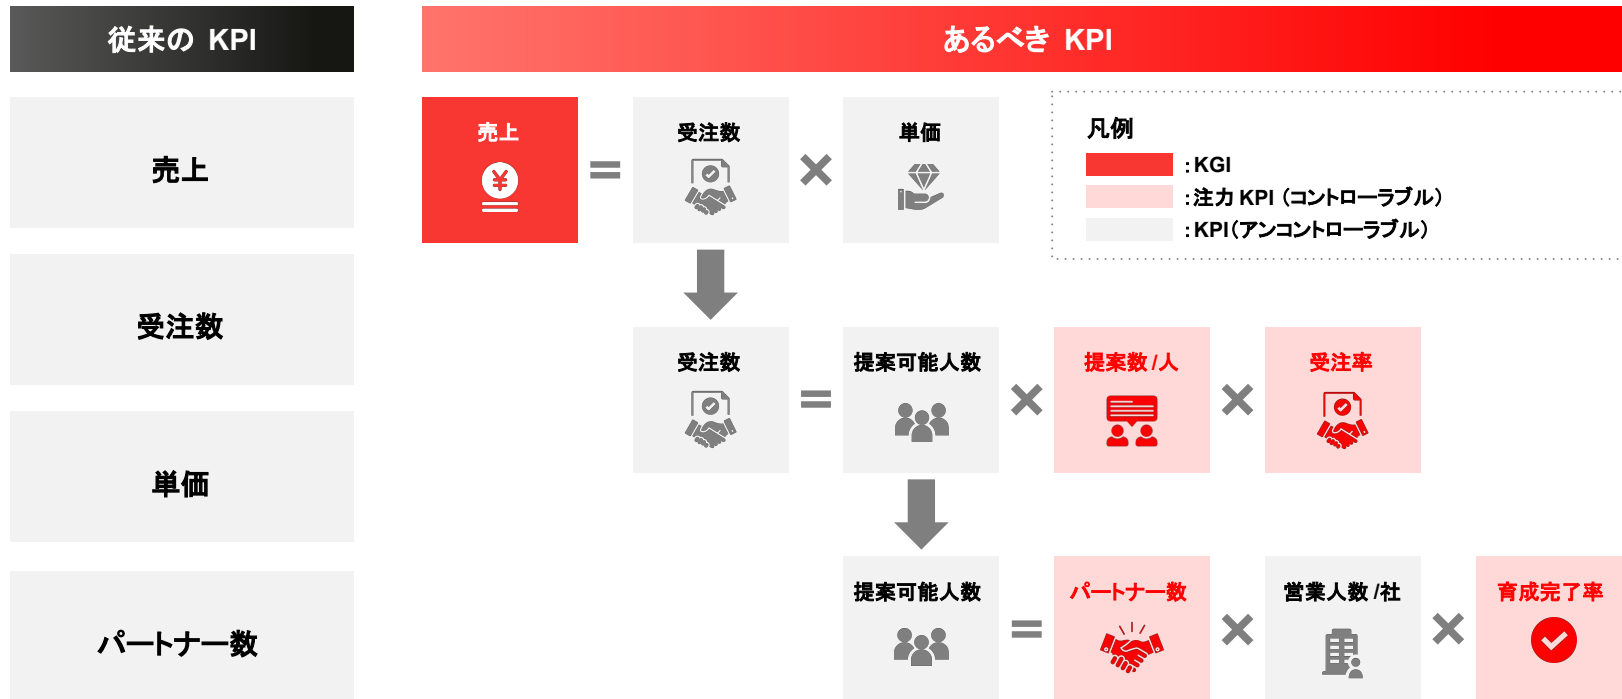 従来の KPI
売上
受注数
単価
パートナー数
あるべき KPI
売上
¥
=
受注数
×
単価
凡例
:KGI
:注力 KPI（コントローラブル）
:KPI（アンコントローラブル）
受注数
=
提案可能人数
×
提案数/人
×
受注率
提案可能人数
=
パートナー数
×
営業人数/社
×
育成完了率